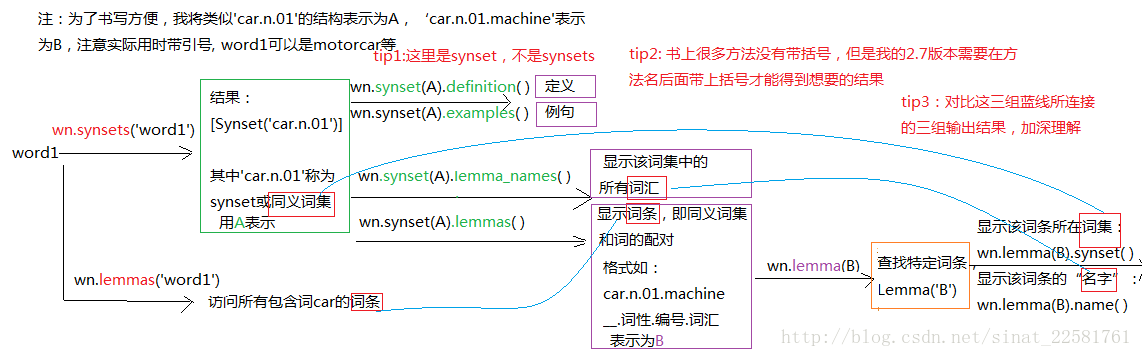 注：为了书写方便，我将类似'car.n.01'的结构表示为A，‘car.n.01.machine'表示
为B，注意实际用时带引号, word1可以是motorcar等
tip1:这里是synset，不是synsets
tip2: 书上很多方法没有带括号，但是我的2.7版本需要在方
法名后面带上括号才能得到想要的结果
tip3：对比这三组蓝线所连接
的三组输出结果，加深理解
word1
wn.synsets('word1')
结果：
[Synset('car.n.01')]
其中'car.n.01'称为
synset或同义词集
用A表示
wn.synset(A).definition( )
定义
wn.synset(A).examples( )
例句
wn.synset(A).lemma_names( )
显示该词集中的
所有词汇
wn.synset(A).lemmas( )
显示词条，即同义词集
和词的配对
格式如：
car.n.01.machine
__.词性.编号.词汇
表示为B
wn.lemmas('word1')
访问所有包含词car的词条
wn.lemma(B)
查找特定词条，
Lemma('B')
显示该词条所在词集：
wn.lemma(B).synset( )
显示该词条的“名字”：
wn.lemma(B).name( )
http://blog.csdn.net/sinat_22581761